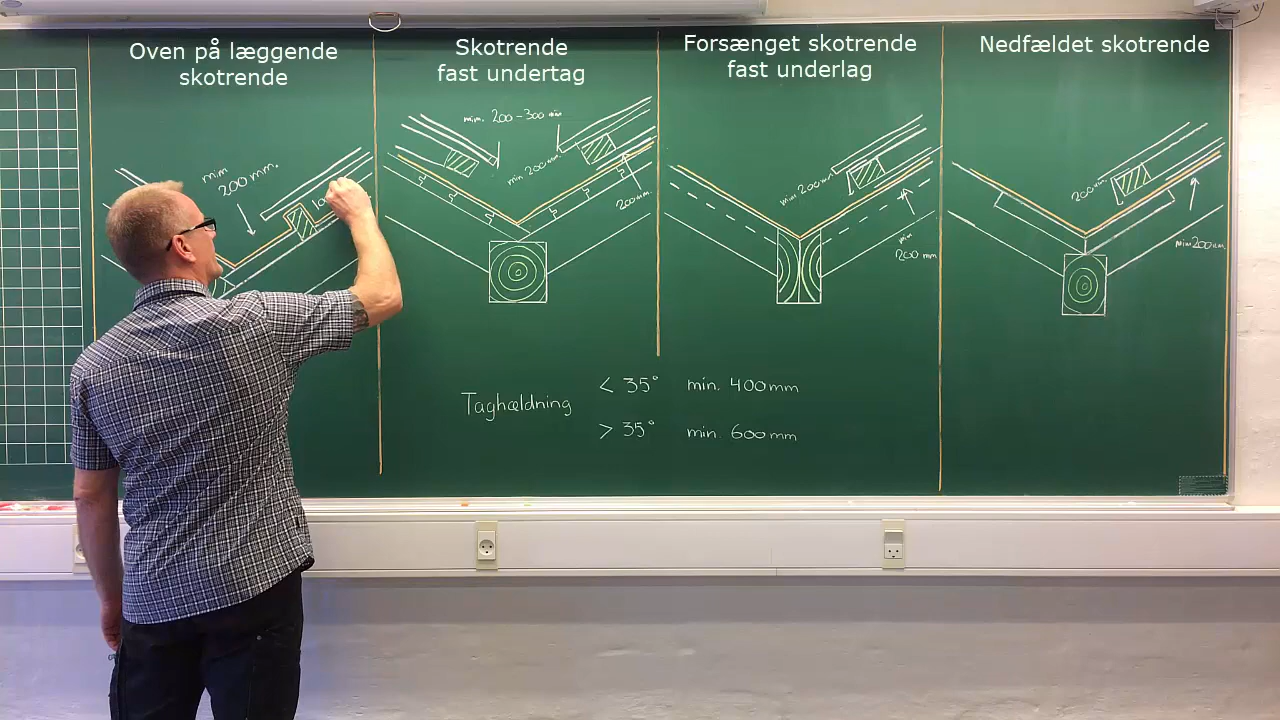 Oven på læggende
skotrende
Skotrende
fast undertag
Forsænget skotrende
fast underlag
Nedfældet skotrende
min
200 mm.
min. 200-300 mm
min 200 mm.
200 mm.
min 200 mm
min
200 mm
200 mm
min 200 mm
Taghældning
< 35° min. 400mm
> 35° min. 600mm